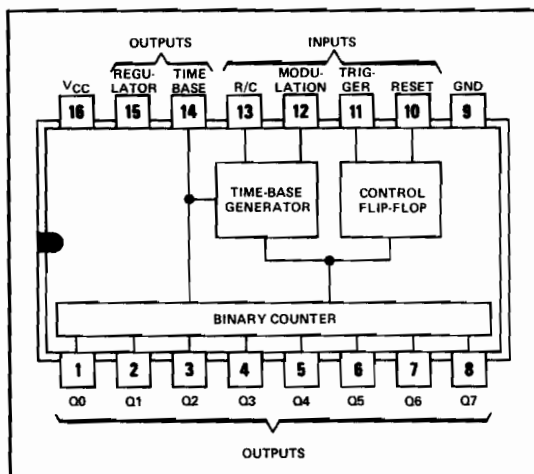 OUTPUTS INPUTS
VCC REGU-
LATOR TIME
BASE R/C MODU-
LATION TRIG-
GER RESET GND
16 15 14 13 12 11 10 9
TIME-BASE
GENERATOR
CONTROL
FLIP-FLOP
BINARY COUNTER
1 2 3 4 5 6 7 8
Q0 Q1 Q2 Q3 Q4 Q5 Q6 Q7
OUTPUTS